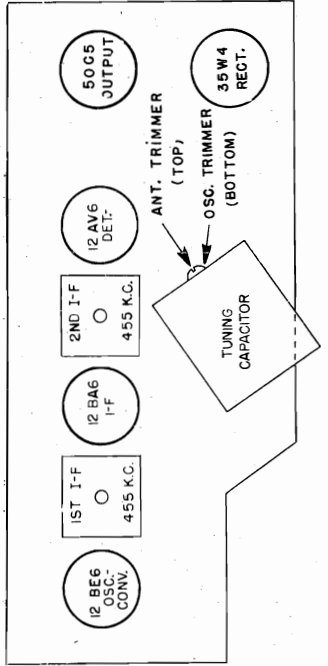 12 BE6
OSC.-
CONV.
1ST I-F
455 K.C.
12 BA6
I-F
2ND I-F
455 K.C.
12 AV6
DET.-
50C5
OUTPUT
ANT. TRIMMER
(TOP)
OSC. TRIMMER
(BOTTOM)
35W4
RECT.
TUNING
CAPACITOR